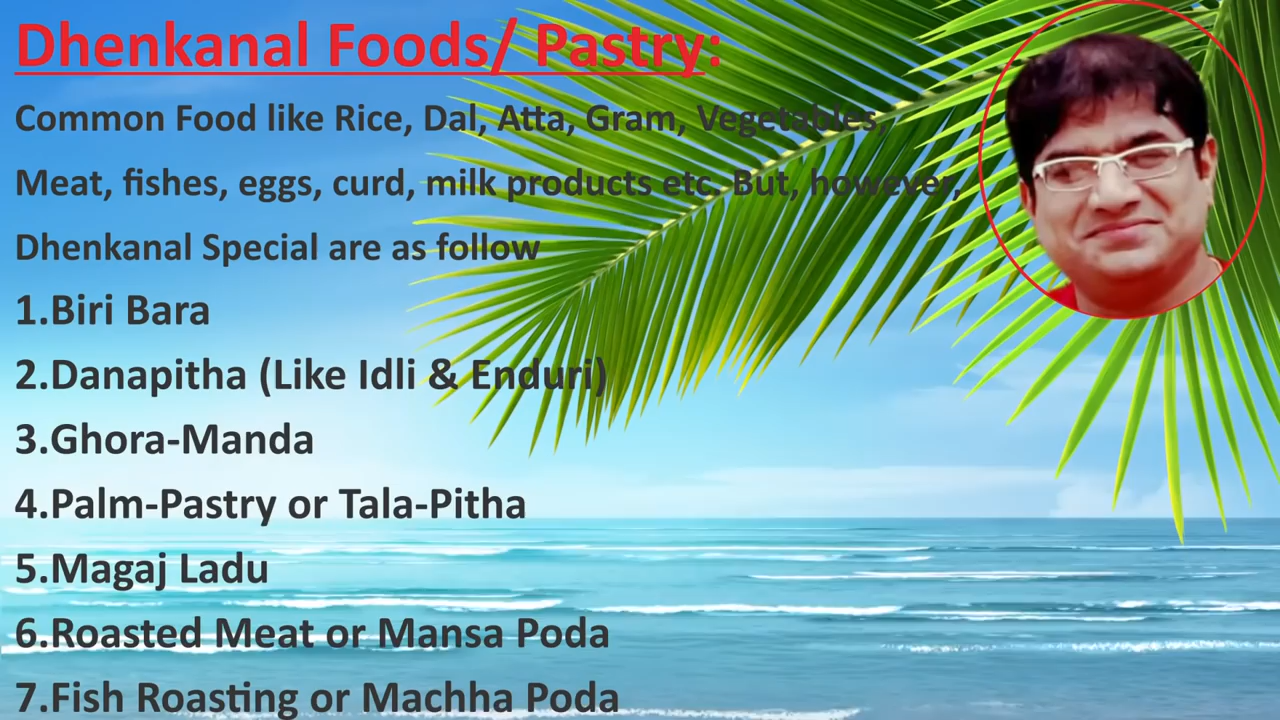 Dhenkanal Foods/ Pastry:
Common Food like Rice, Dal, Atta, Gram, Vegetables,
Meat, fishes, eggs, curd, milk products etc. But, however,
Dhenkanal Special are as follow
1.Biri Bara
2.Danapitha (Like Idli & Enduri)
3.Ghora-Manda
4.Palm-Pastry or Tala-Pitha
5.Magaj Ladu
6.Roasted Meat or Mansa Poda
7.Fish Roasting or Machha Poda